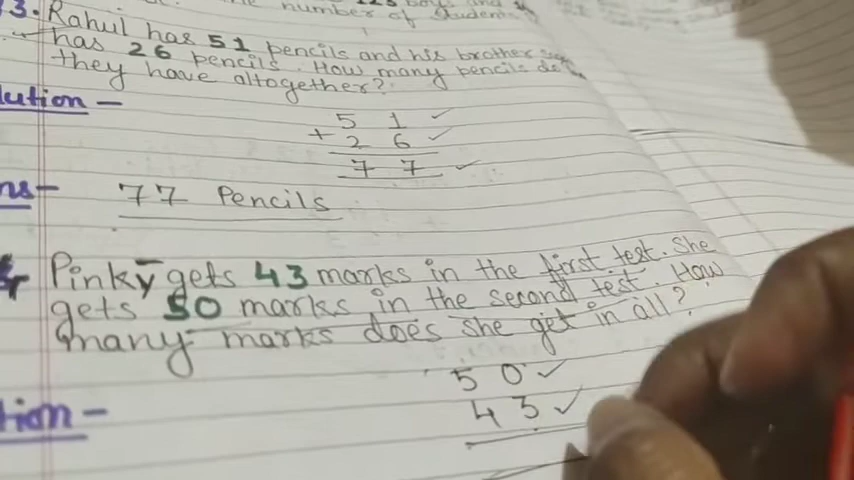 number of students
3. Rahul has 51 pencils and his brother
has 26 pencils. How many pencils do
they have altogether?
lution -
5 1 ✓
+ 2 6 ✓
7 7 ✓
ns - 77 Pencils
Pinky gets 43 marks in the first test. She
gets 50 marks in the second test. How
many marks does she get in all?
5 0 ✓
4 3 ✓
tion -